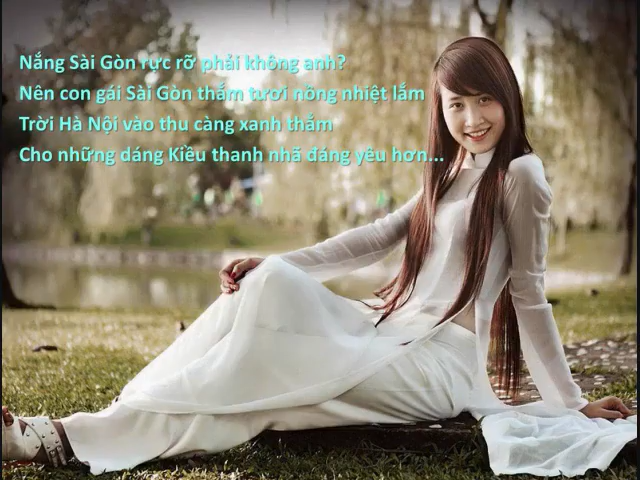 Nắng Sài Gòn rực rỡ phải không anh?
Nên con gái Sài Gòn thắm tươi nồng nhiệt lắm
Trời Hà Nội vào thu càng xanh thẳm
Cho những dáng Kiều thanh nhã đáng yêu hơn...